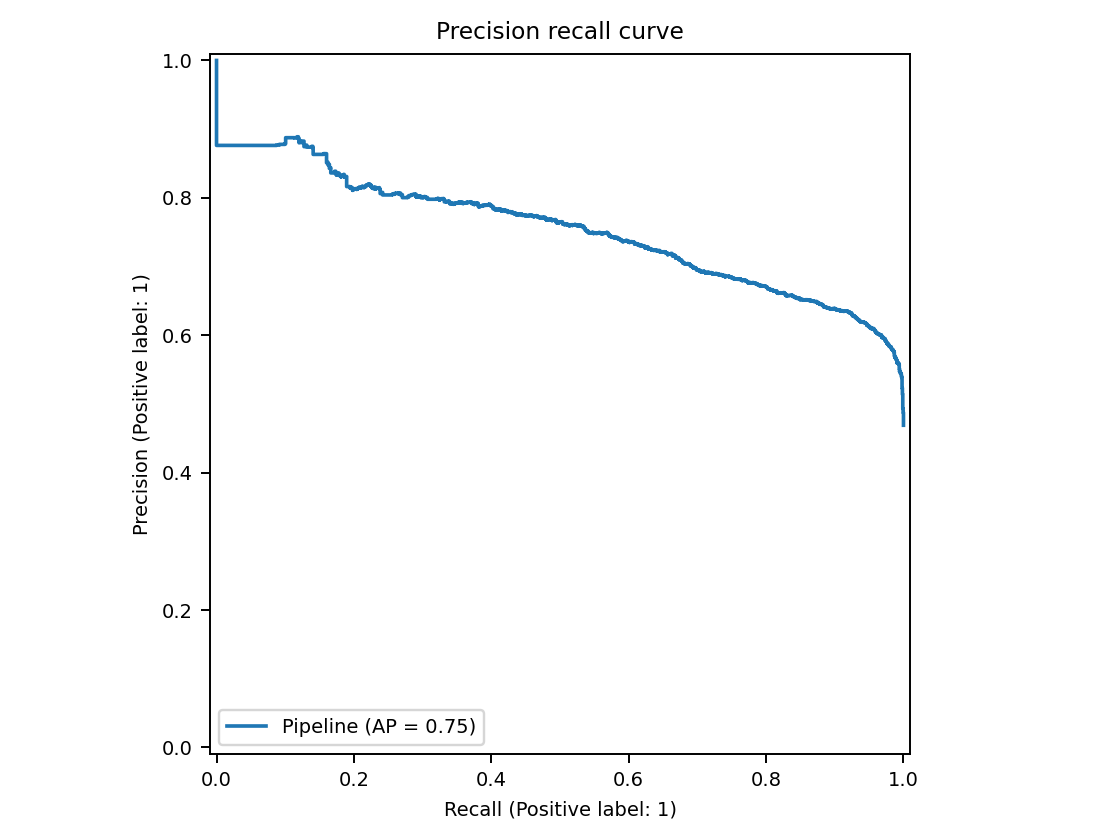 Precision recall curve
1.0
0.8
0.6
0.4
0.2
0.0
Precision (Positive label: 1)
Pipeline (AP = 0.75)
0.0 0.2 0.4 0.6 0.8 1.0
Recall (Positive label: 1)